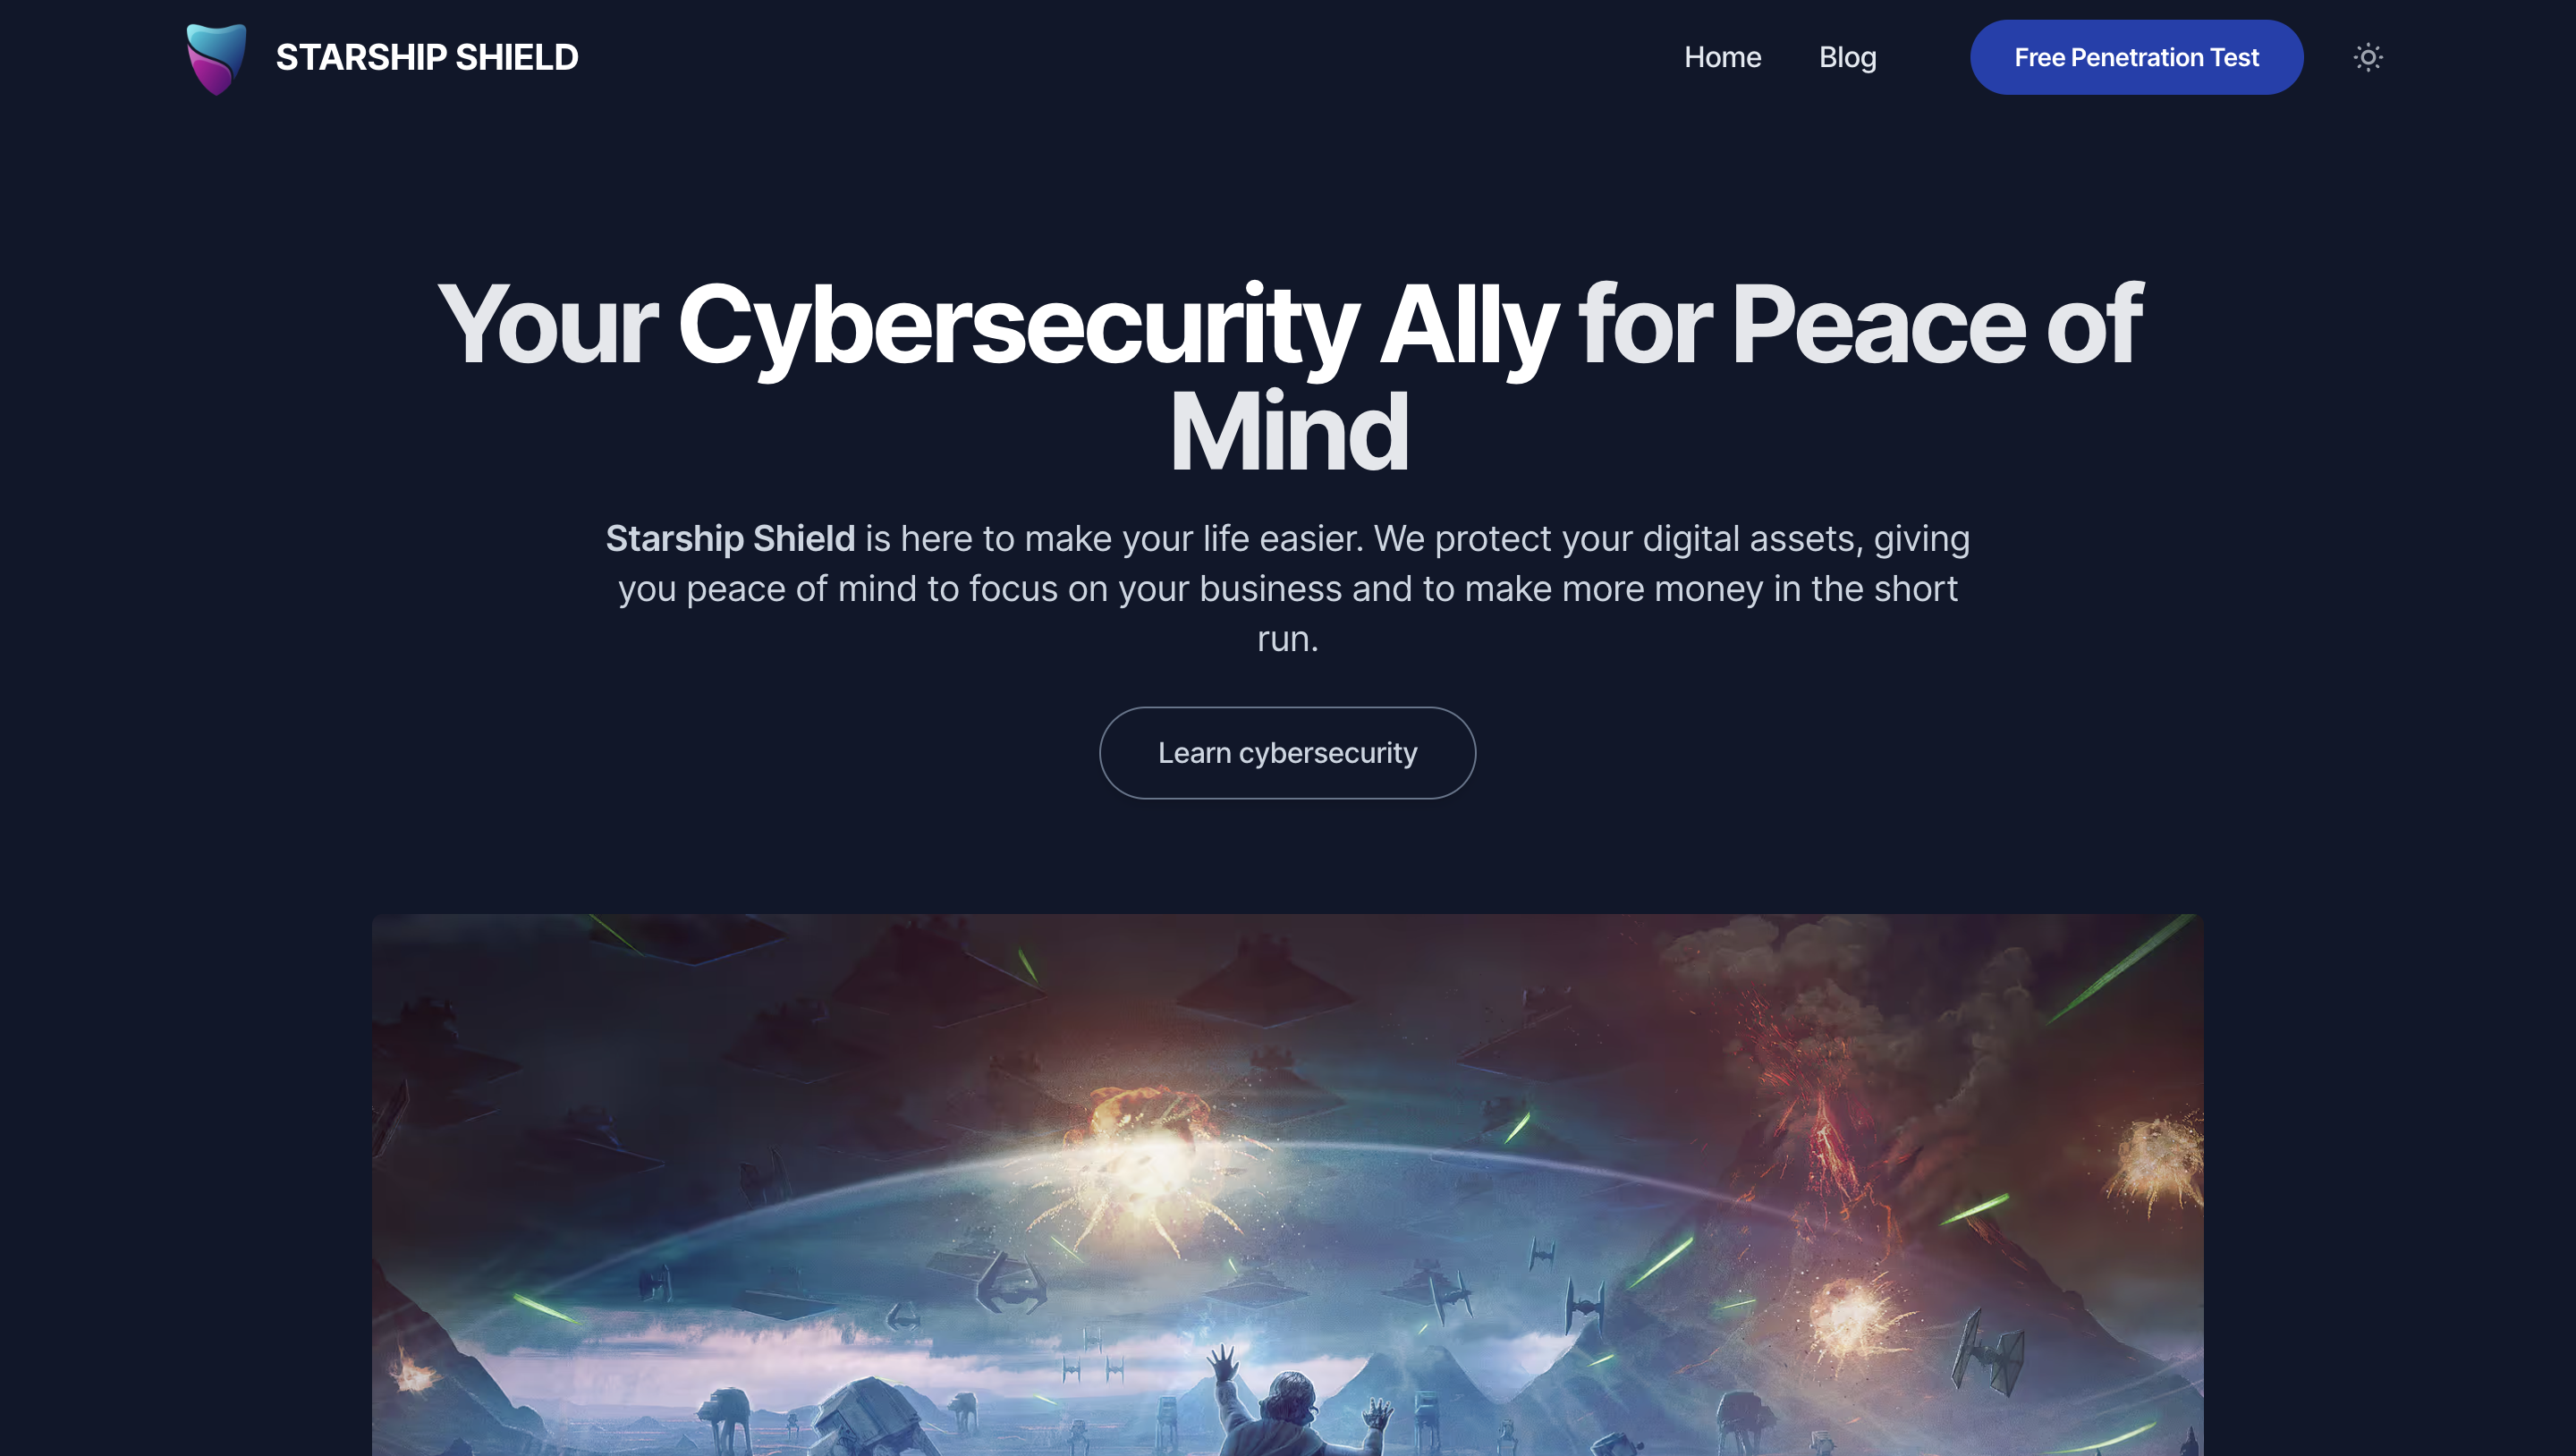 STARSHIP SHIELD
Home
Blog
Free Penetration Test
Your Cybersecurity Ally for Peace of
Mind
Starship Shield is here to make your life easier. We protect your digital assets, giving
you peace of mind to focus on your business and to make more money in the short
run.
Learn cybersecurity